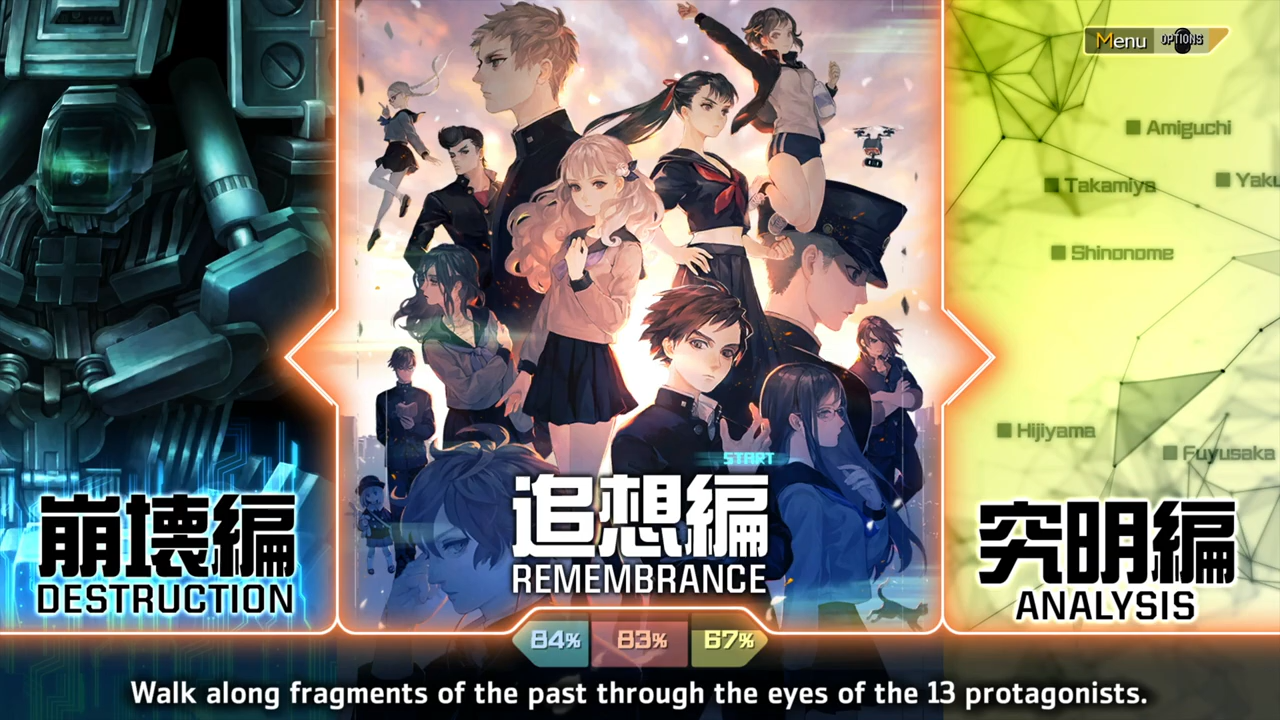 Menu OPTIONS
Amiguchi
Takamiya
Yaku
Shinonome
Hijiyama
Fuyusaka
START
崩壊編
DESTRUCTION
追想編
REMEMBRANCE
究明編
ANALYSIS
84% 83% 67%
Walk along fragments of the past through the eyes of the 13 protagonists.